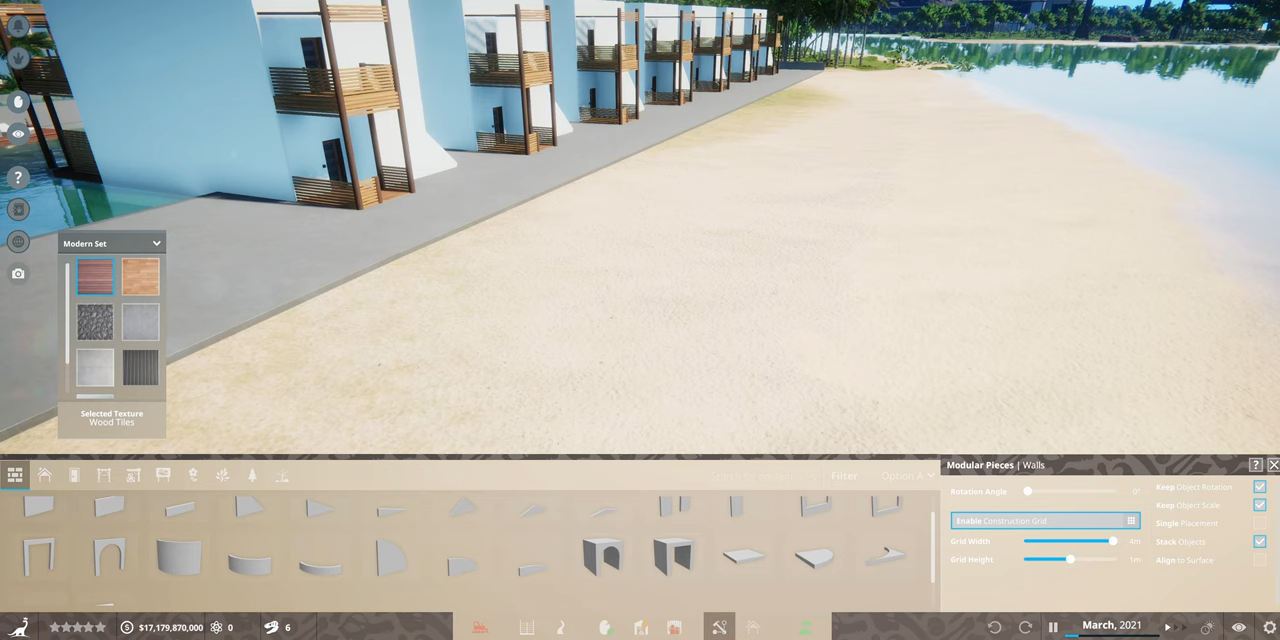 Modern Set
Selected Texture
Wood Tiles
Filter
Option A
Modular Pieces | Walls
?
Rotation Angle 0°
Enable Construction Grid
Grid Width 4m
Grid Height 1m
Keep Object Rotation
Keep Object Scale
Single Placement
Stack Objects
Align to Surface
$17,179,870,000
0
6
March, 2021